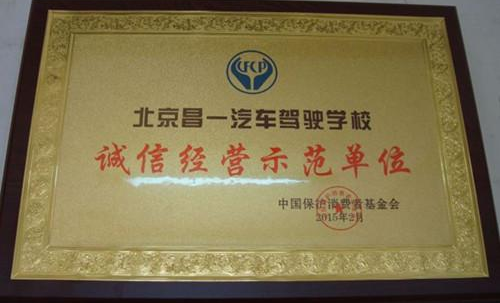 CFCP
北京昌一汽车驾驶学校
诚信经营示范单位
中国保护消费者基金会
2015年2月